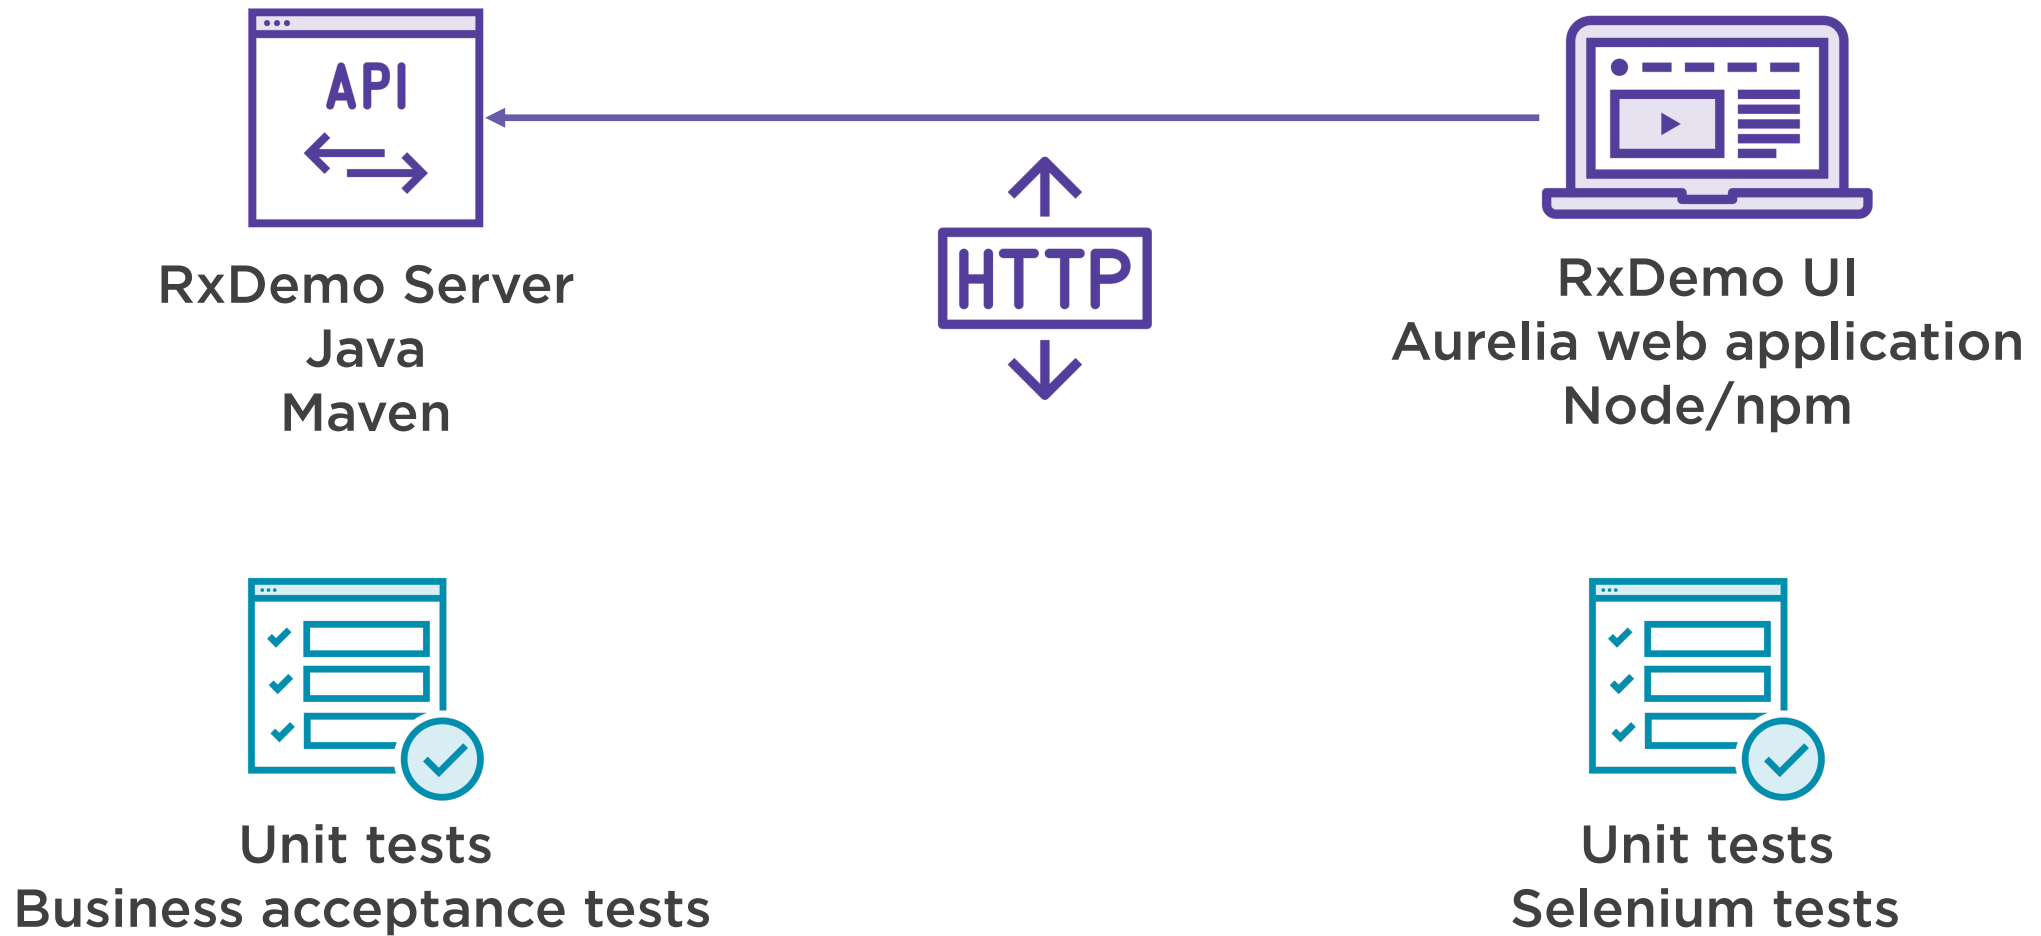 API
RxDemo Server
Java
Maven
HTTP
RxDemo UI
Aurelia web application
Node/npm
Unit tests
Business acceptance tests
Unit tests
Selenium tests